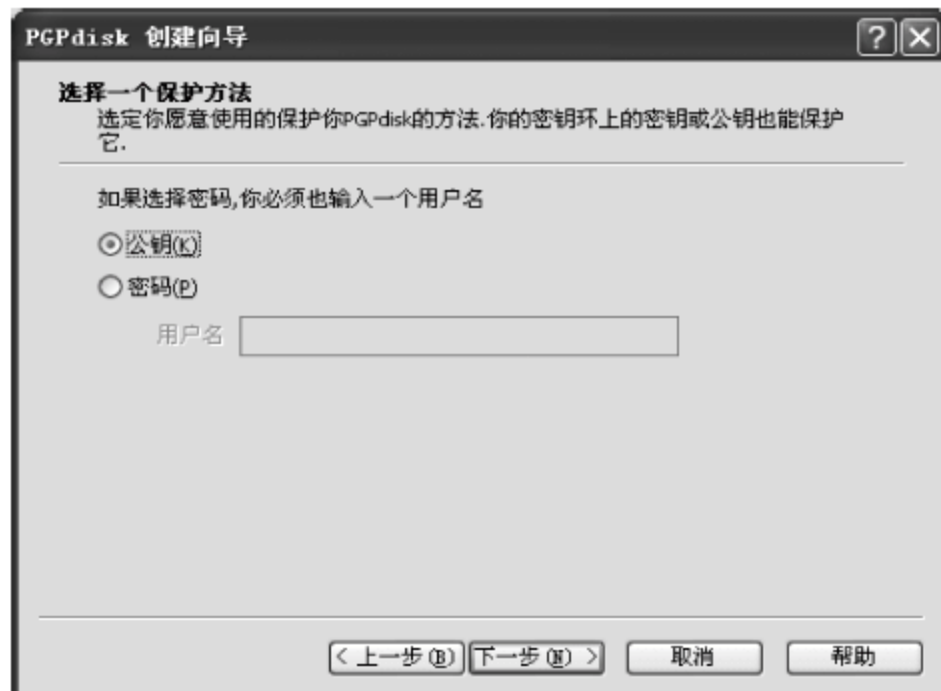 PGPdisk 创建向导
选择一个保护方法
选定你愿意使用的保护你PGPdisk的方法.你的密钥环上的密钥或公钥也能保护
它.
如果选择密码,你必须也输入一个用户名
公钥(K)
密码(P)
用户名
< 上一步(B) 下一步(N) > 取消 帮助